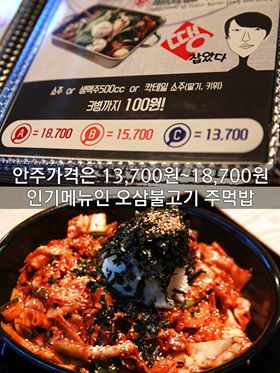 땡
잡았다
소주 or 생맥주500cc or 칵테일 소주(딸기, 키위)
3병까지 100원!
A = 18.700 B = 15.700 C = 13.700
안주가격은 13,700원~18,700원
인기메뉴인 오삼불고기 주먹밥